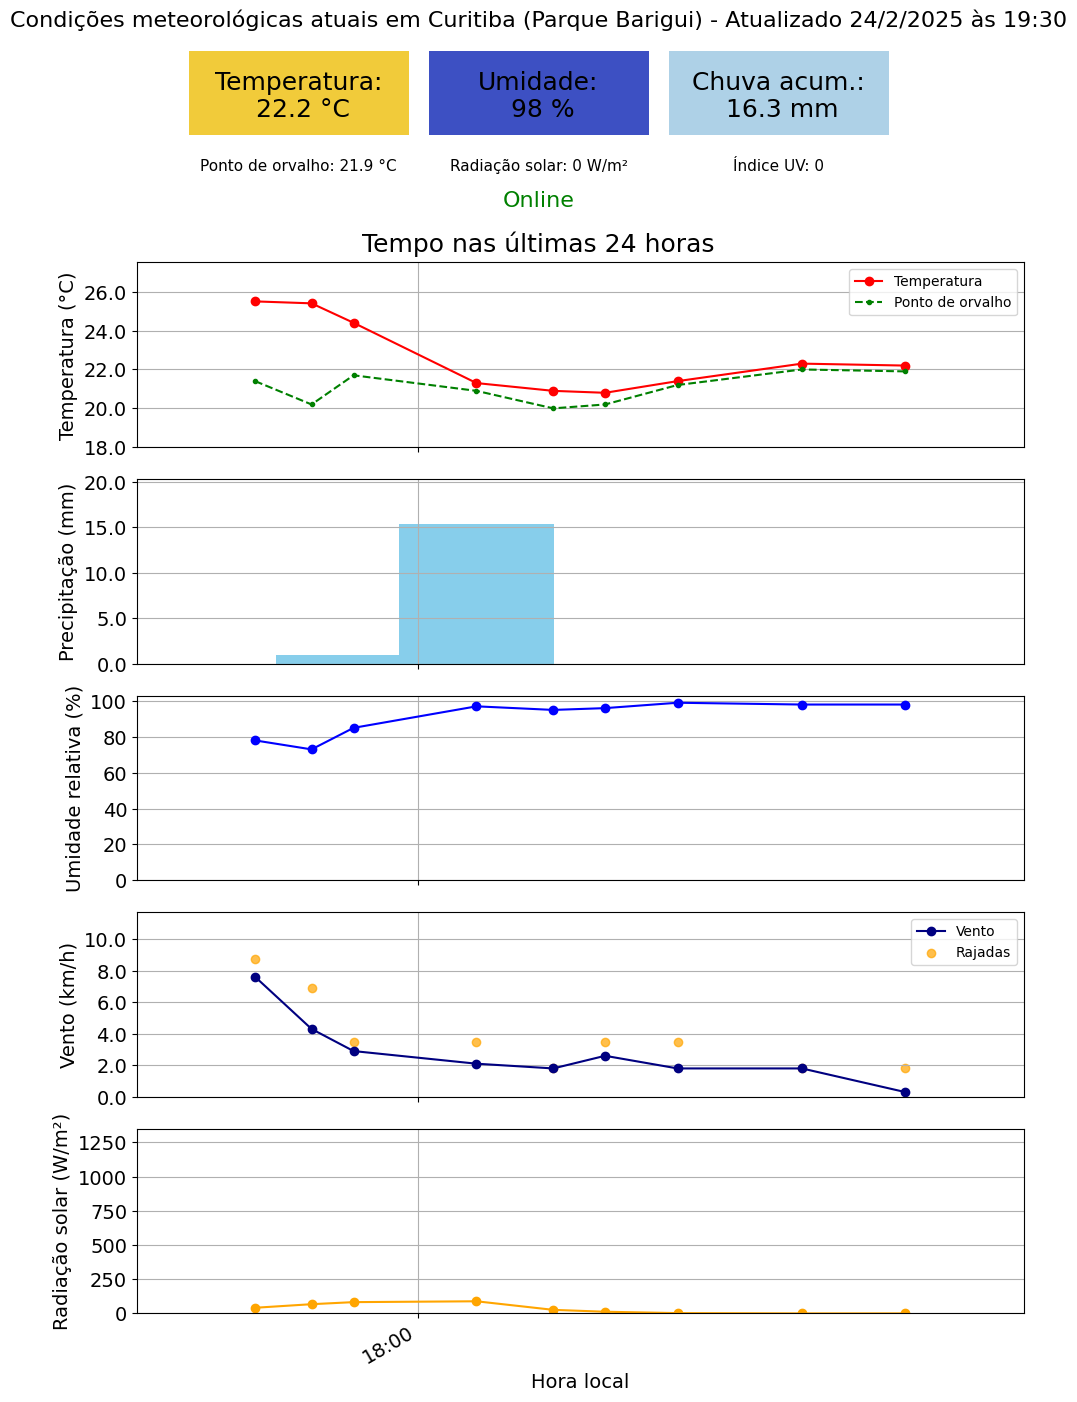 Condições meteorológicas atuais em Curitiba (Parque Barigui) - Atualizado 24/2/2025 às 19:30
Temperatura:
22.2 °C
Umidade:
98 %
Chuva acum.:
16.3 mm
Ponto de orvalho: 21.9 °C
Radiação solar: 0 W/m²
Índice UV: 0
Online
Tempo nas últimas 24 horas
Temperatura (°C)
26.0
24.0
22.0
20.0
18.0
Temperatura
Ponto de orvalho
Precipitação (mm)
20.0
15.0
10.0
5.0
0.0
Umidade relativa (%)
100
80
60
40
20
0
Vento (km/h)
10.0
8.0
6.0
4.0
2.0
0.0
Vento
Rajadas
Radiação solar (W/m²)
1250
1000
750
500
250
0
18:00
Hora local